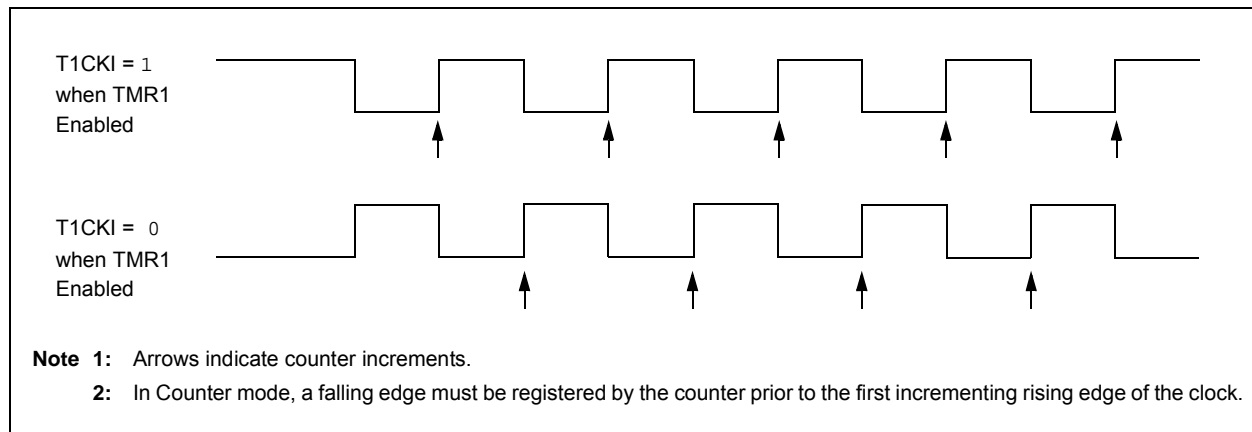 T1CKI = 1
when TMR1
Enabled
T1CKI = 0
when TMR1
Enabled
Note 1: Arrows indicate counter increments.
2: In Counter mode, a falling edge must be registered by the counter prior to the first incrementing rising edge of the clock.